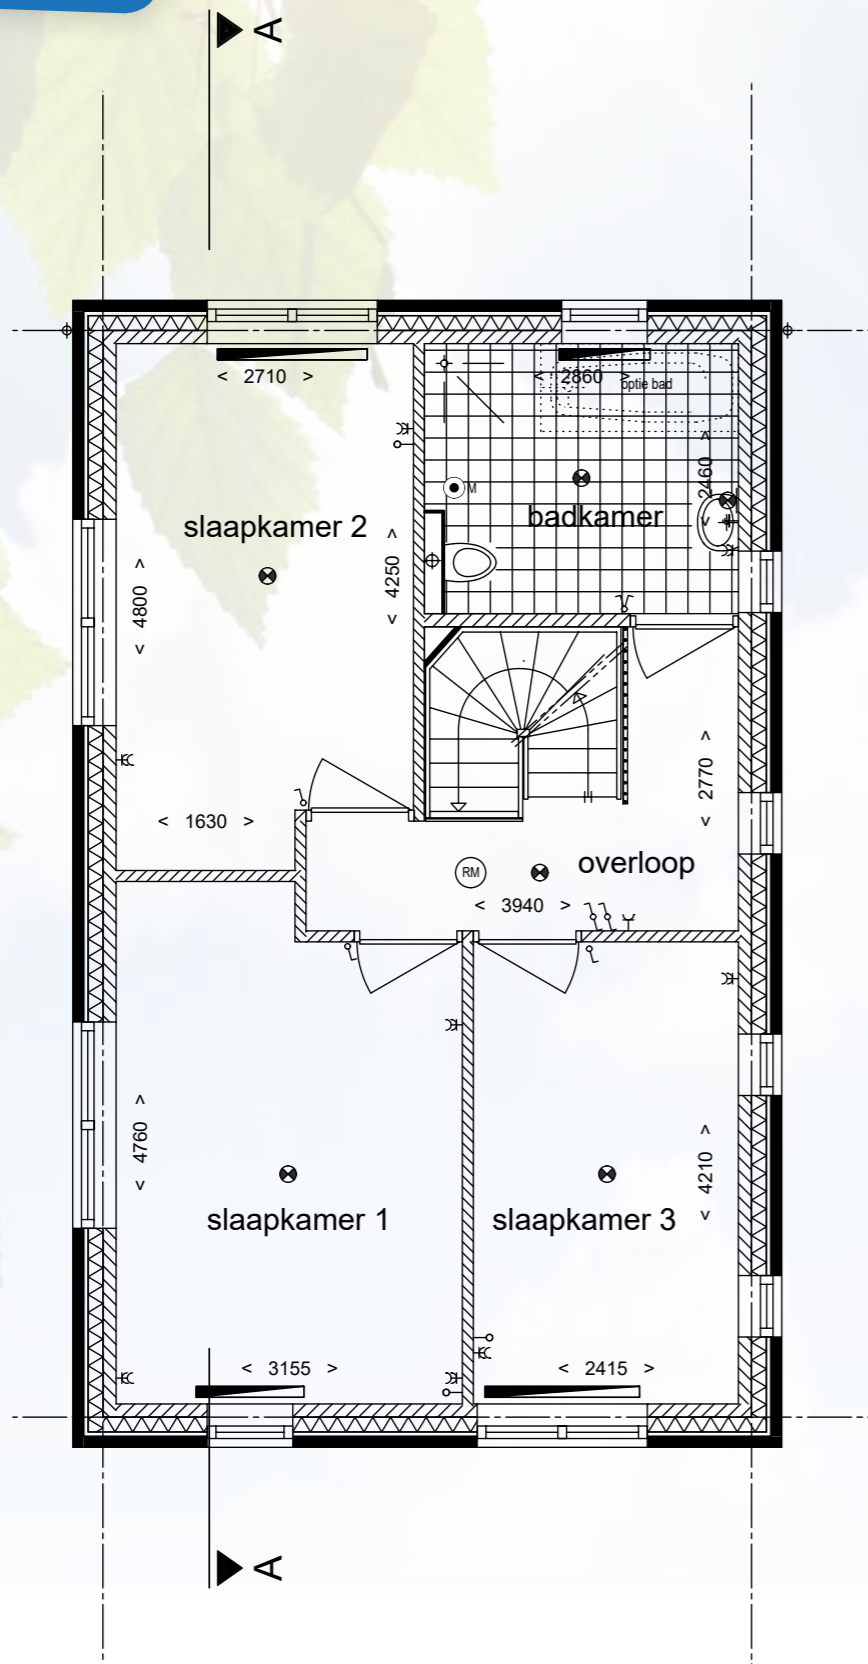 A
< 2710 >
< 2860 >
optie bad
< 2460 >
M
slaapkamer 2
badkamer
< 4800 >
< 4250 >
< 2770 >
< 1630 >
RM
overloop
< 3940 >
< 4760 >
< 4210 >
slaapkamer 1
slaapkamer 3
< 3155 >
< 2415 >
A